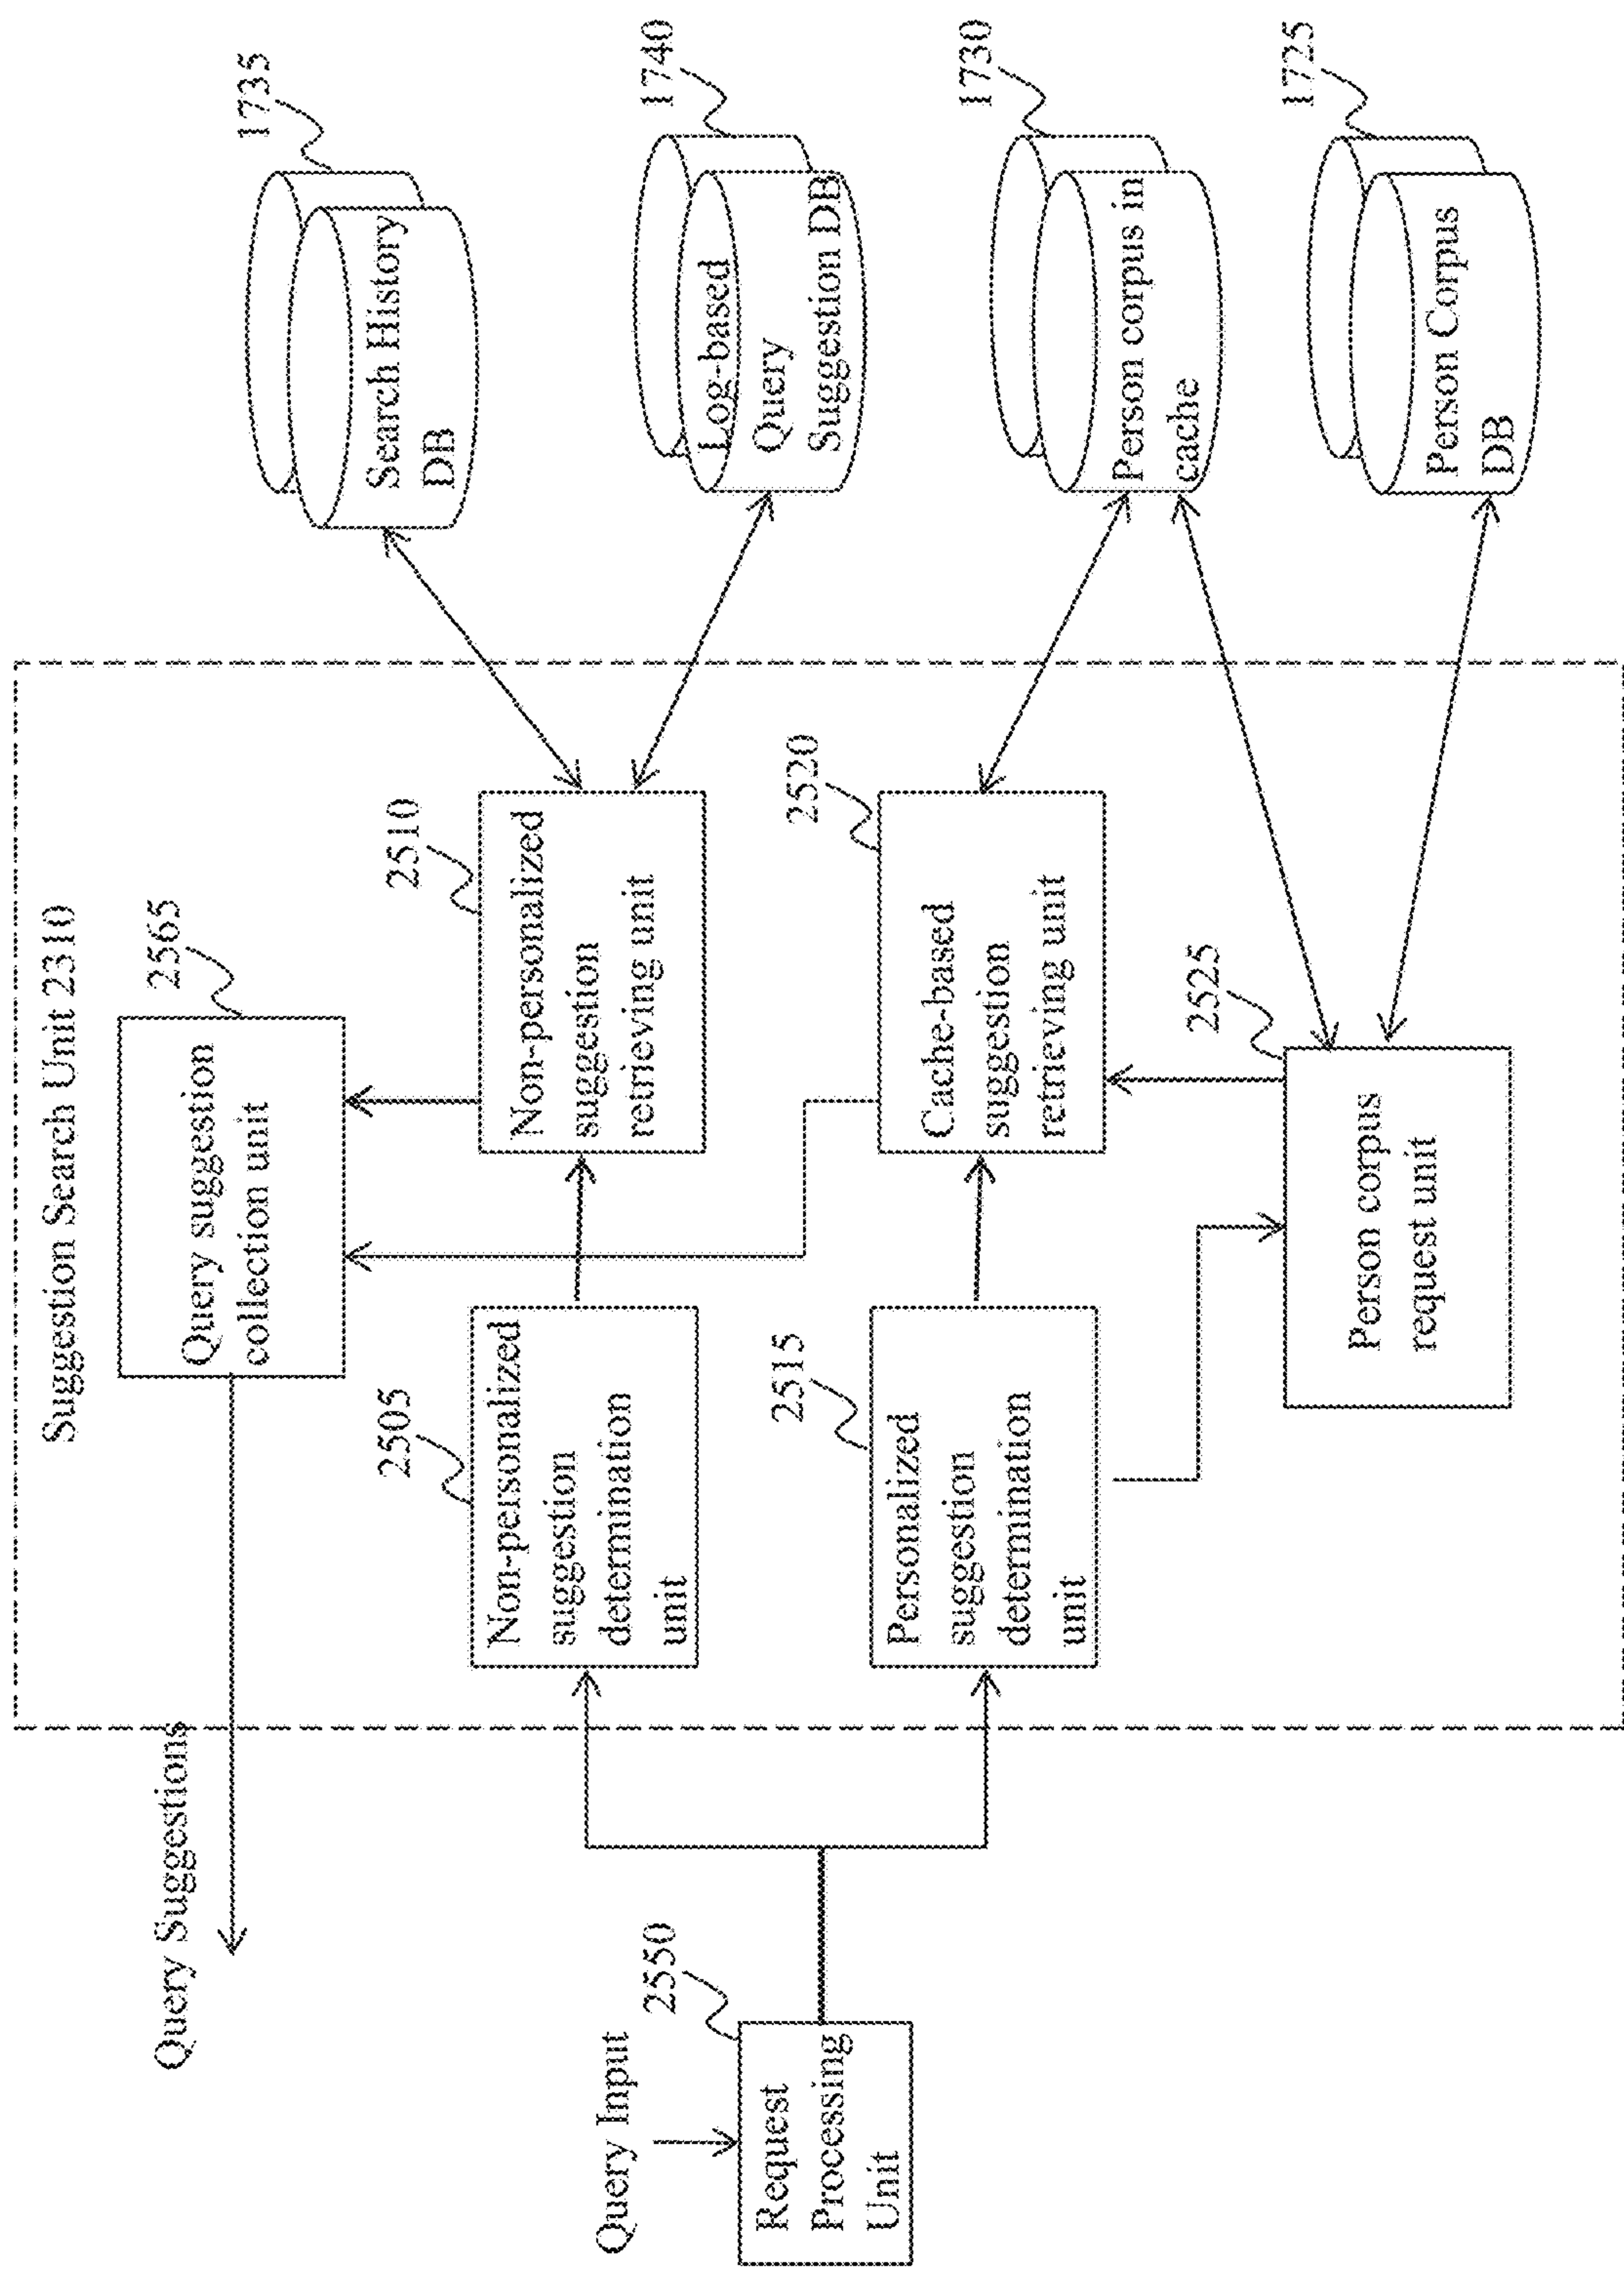 Suggestion Search Unit 2310
Query Suggestions
2565
Query suggestion
collection unit
1735
Search History
DB
2505
Non-personalized
suggestion
determination
unit
2510
Non-personalized
suggestion
retrieving unit
1740
Log-based
Query
Suggestion DB
Query Input
2550
Request
Processing
Unit
2515
Personalized
suggestion
determination
unit
2520
Cache-based
suggestion
retrieving unit
1730
Person corpus in
cache
2525
Person corpus
request unit
1725
Person Corpus
DB